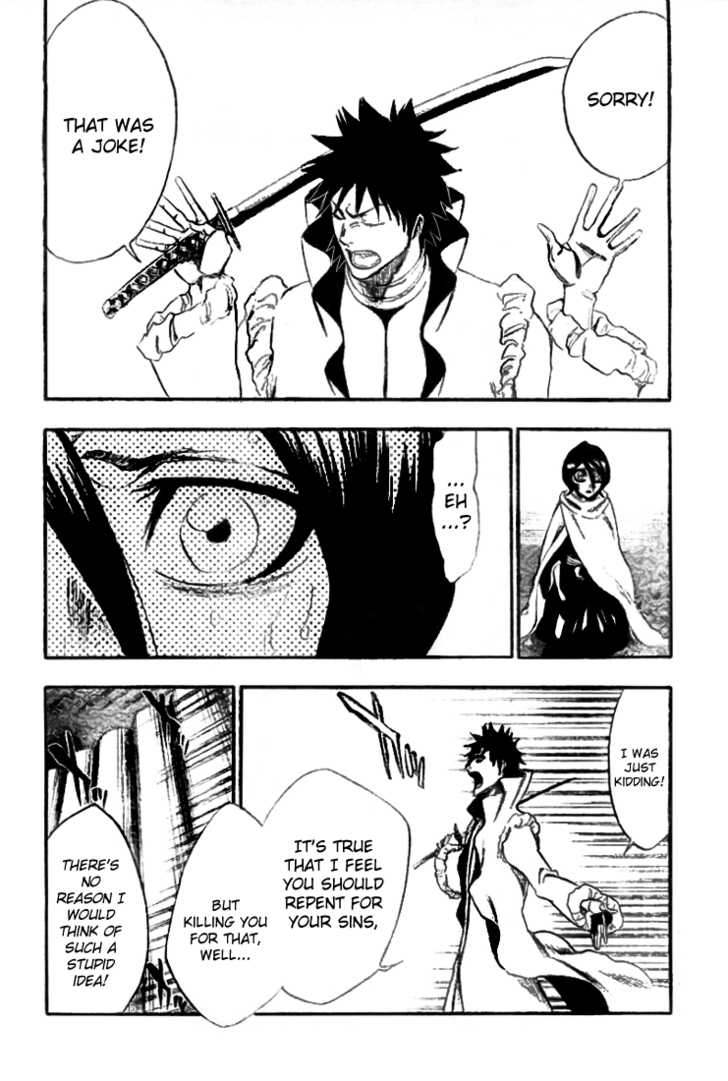 SORRY!
THAT WAS
A JOKE!
...
EH
...?
I WAS
JUST
KIDDING!
IT'S TRUE
THAT I FEEL
YOU SHOULD
REPENT FOR
YOUR SINS,
BUT
KILLING YOU
FOR THAT,
WELL...
THERE'S
NO
REASON I
WOULD
THINK OF
SUCH A
STUPID
IDEA!